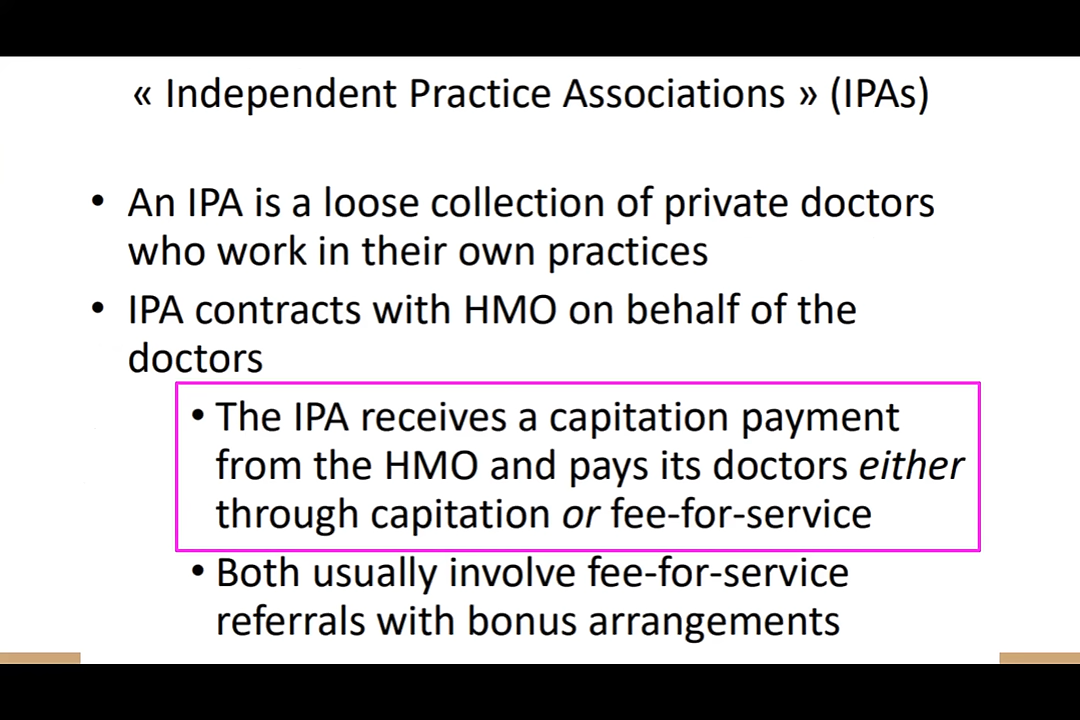 « Independent Practice Associations » (IPAs)
• An IPA is a loose collection of private doctors
who work in their own practices
• IPA contracts with HMO on behalf of the
doctors
• The IPA receives a capitation payment
from the HMO and pays its doctors either
through capitation or fee-for-service
• Both usually involve fee-for-service
referrals with bonus arrangements